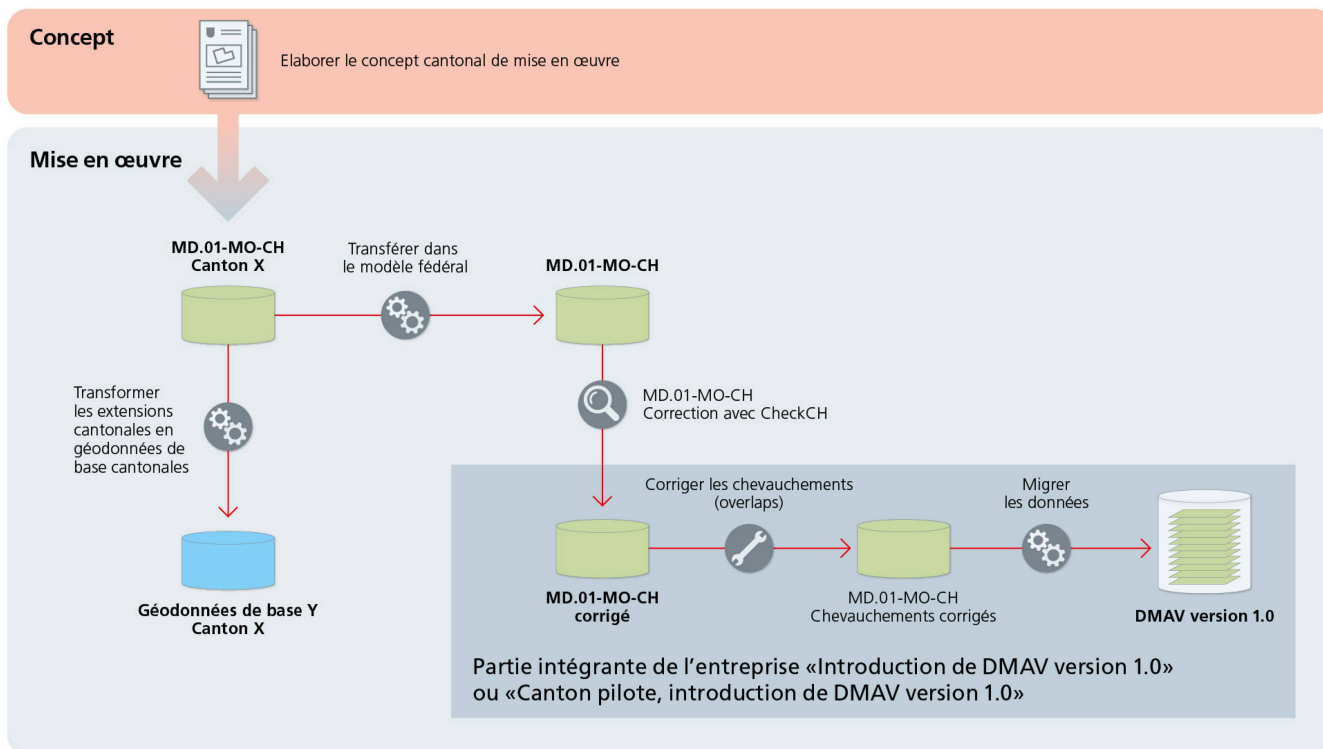 Concept
Elaborer le concept cantonal de mise en œuvre
Mise en œuvre
MD.01-MO-CH
Canton X
Transférer dans
le modèle fédéral
MD.01-MO-CH
Transformer
les extensions
cantonales en
géodonnées de
base cantonales
MD.01-MO-CH
Correction avec CheckCH
Corriger les chevauchements
(overlaps)
Migrer
les données
Géodonnées de base Y
Canton X
MD.01-MO-CH
corrigé
MD.01-MO-CH
Chevauchements corrigés
DMAV version 1.0
Partie intégrante de l’entreprise «Introduction de DMAV version 1.0»
ou «Canton pilote, introduction de DMAV version 1.0»